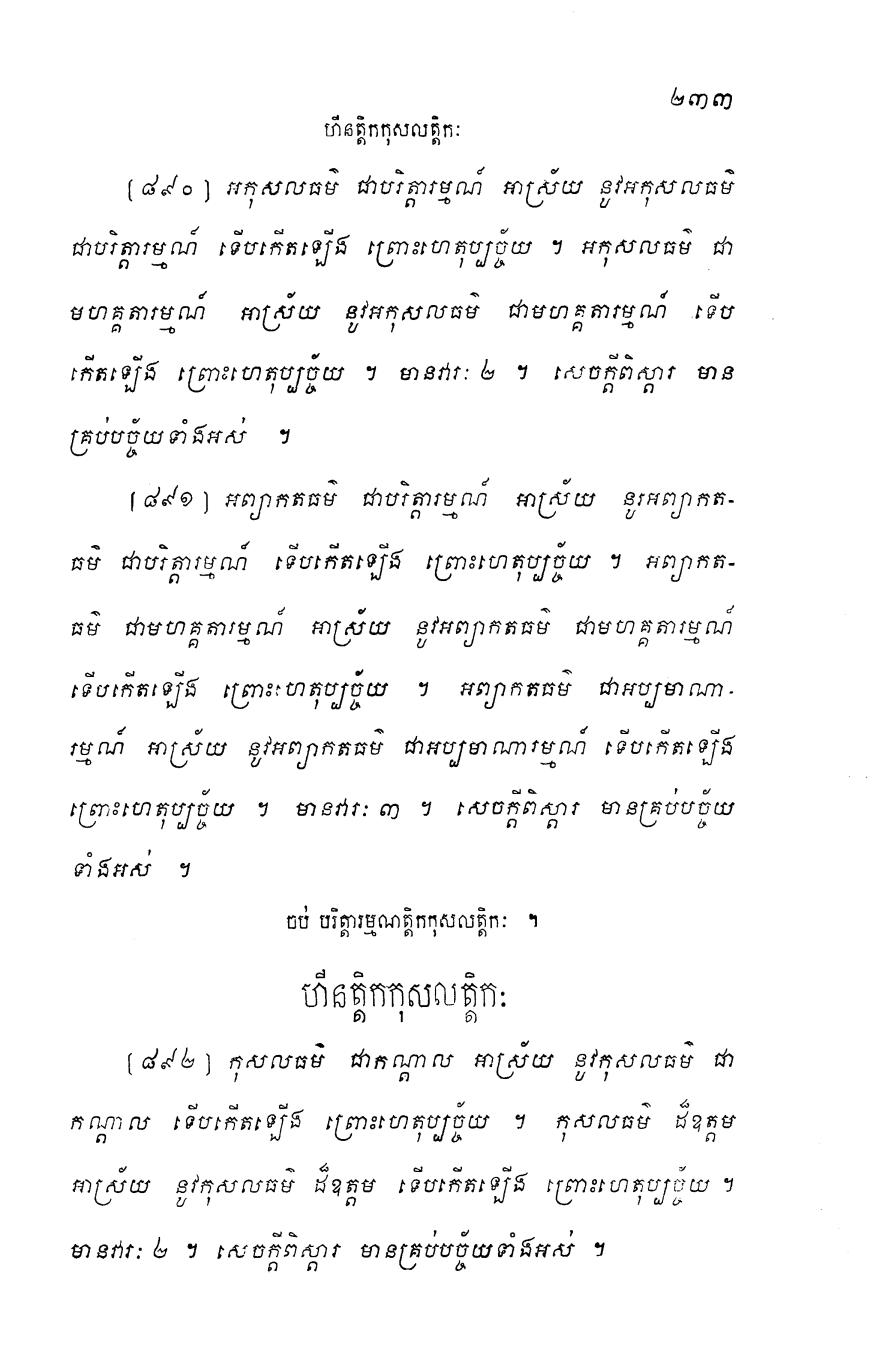 ២៣៣
ហីនត្តិកកុសលត្តិកៈ
[៨៩០] អកុសលធម៌ ជាបរិត្តារម្មណ៍ អាស្រ័យ នូវអកុសលធម៌
ជាបរិត្តារម្មណ៍ ទើបកើតឡើង ព្រោះហេតុប្បច្ច័យ ។ អកុសលធម៌ ជា
មហគ្គតារម្មណ៍ អាស្រ័យ នូវអកុសលធម៌ ជាមហគ្គតារម្មណ៍ ទើប
កើតឡើង ព្រោះហេតុប្បច្ច័យ ។ មានវារៈ ២ ។ សេចក្តីពិស្តារ មាន
គ្រប់បច្ច័យទាំងអស់ ។
[៨៩១] អព្យាកតធម៌ ជាបរិត្តារម្មណ៍ អាស្រ័យ នូវអព្យាកត-
ធម៌ ជាបរិត្តារម្មណ៍ ទើបកើតឡើង ព្រោះហេតុប្បច្ច័យ ។ អព្យាកត-
ធម៌ ជាមហគ្គតារម្មណ៍ អាស្រ័យ នូវអព្យាកតធម៌ ជាមហគ្គតារម្មណ៍
ទើបកើតឡើង ព្រោះហេតុប្បច្ច័យ ។ អព្យាកតធម៌ ជាអប្បមាណា-
រម្មណ៍ អាស្រ័យ នូវអព្យាកតធម៌ ជាអប្បមាណារម្មណ៍ ទើបកើតឡើង
ព្រោះហេតុប្បច្ច័យ ។ មានវារៈ ៣ ។ សេចក្តីពិស្តារ មានគ្រប់បច្ច័យ
ទាំងអស់ ។
ចប់ បរិត្តារម្មណត្តិកកុសលត្តិកៈ ។
ហីនត្តិកកុសលត្តិកៈ
[៨៩២] កុសលធម៌ ជាកណ្តាល អាស្រ័យ នូវកុសលធម៌ ជា
កណ្តាល ទើបកើតឡើង ព្រោះហេតុប្បច្ច័យ ។ កុសលធម៌ ដ៏ឧត្តម
អាស្រ័យ នូវកុសលធម៌ ដ៏ឧត្តម ទើបកើតឡើង ព្រោះហេតុប្បច្ច័យ ។
មានវារៈ ២ ។ សេចក្តីពិស្តារ មានគ្រប់បច្ច័យទាំងអស់ ។